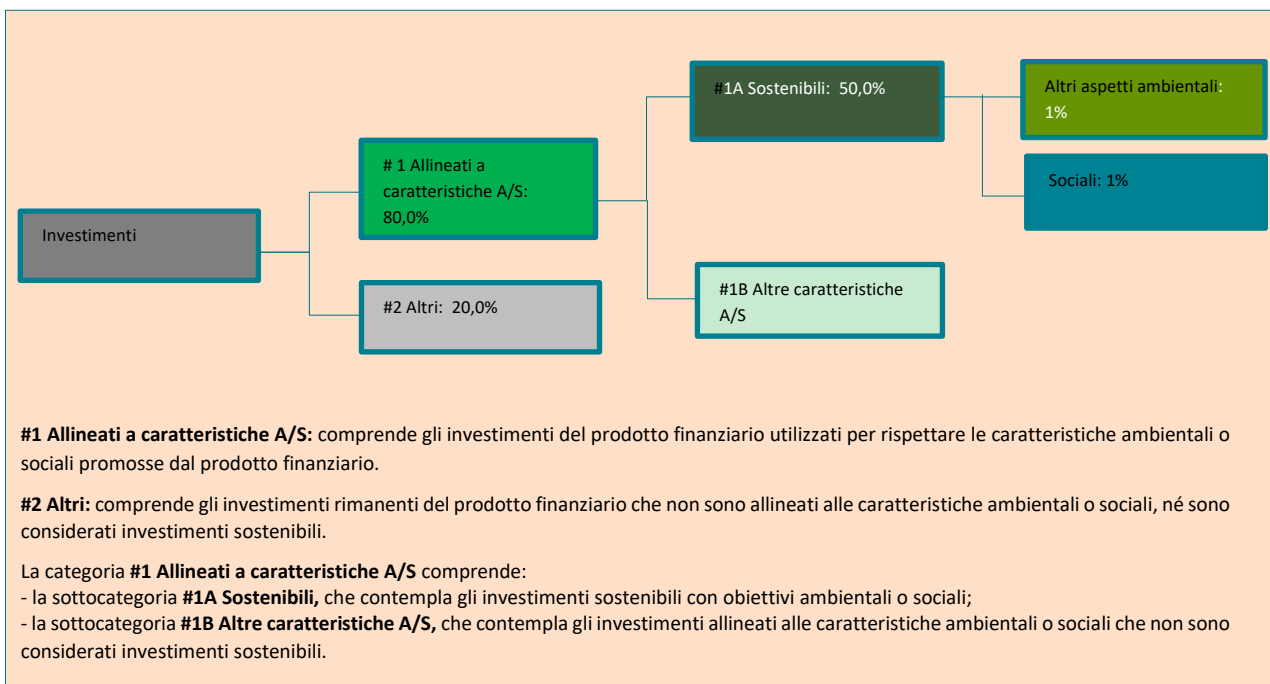 #1A Sostenibili: 50,0%
Altri aspetti ambientali:
1%
# 1 Allineati a
caratteristiche A/S:
80,0%
Sociali: 1%
Investimenti
#2 Altri: 20,0%
#1B Altre caratteristiche
A/S
#1 Allineati a caratteristiche A/S: comprende gli investimenti del prodotto finanziario utilizzati per rispettare le caratteristiche ambientali o
sociali promosse dal prodotto finanziario.
#2 Altri: comprende gli investimenti rimanenti del prodotto finanziario che non sono allineati alle caratteristiche ambientali o sociali, né sono
considerati investimenti sostenibili.
La categoria #1 Allineati a caratteristiche A/S comprende:
- la sottocategoria #1A Sostenibili, che contempla gli investimenti sostenibili con obiettivi ambientali o sociali;
- la sottocategoria #1B Altre caratteristiche A/S, che contempla gli investimenti allineati alle caratteristiche ambientali o sociali che non sono
considerati investimenti sostenibili.